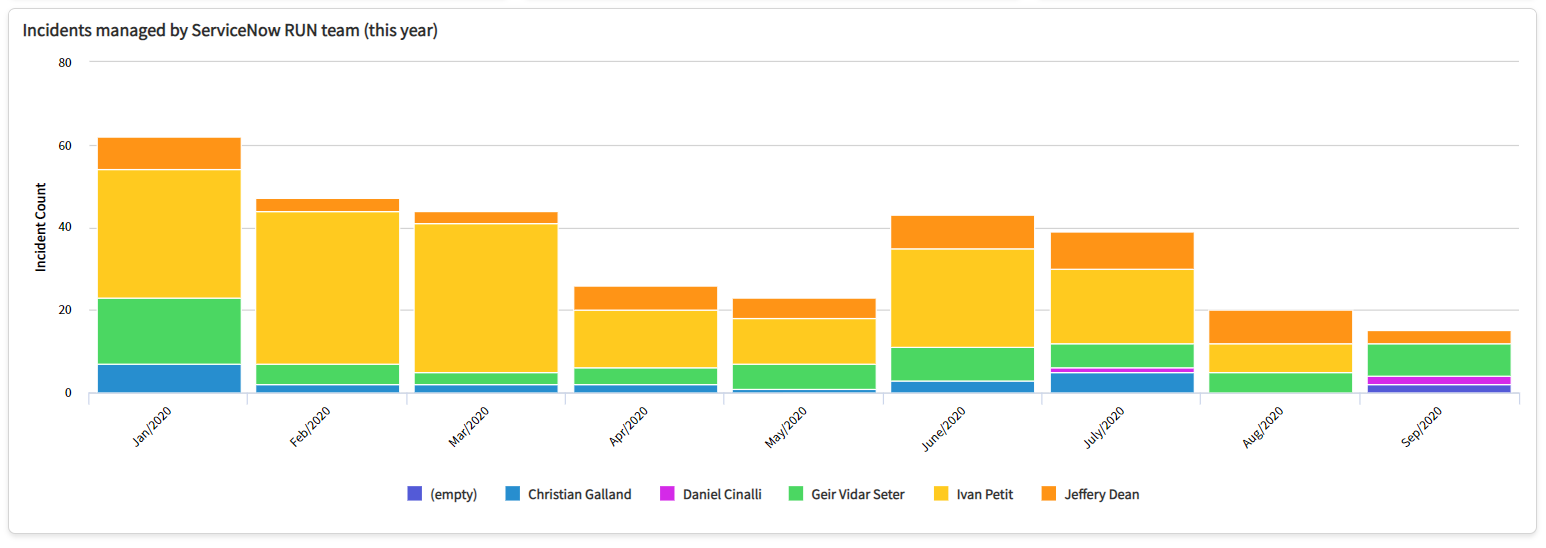 Incidents managed by ServiceNow RUN team (this year)
80
60
40
20
0
Incident Count
Jan/2020
Feb/2020
Mar/2020
Apr/2020
May/2020
June/2020
July/2020
Aug/2020
Sep/2020
(empty) Christian Galland Daniel Cinalli Geir Vidar Seter Ivan Petit Jeffery Dean